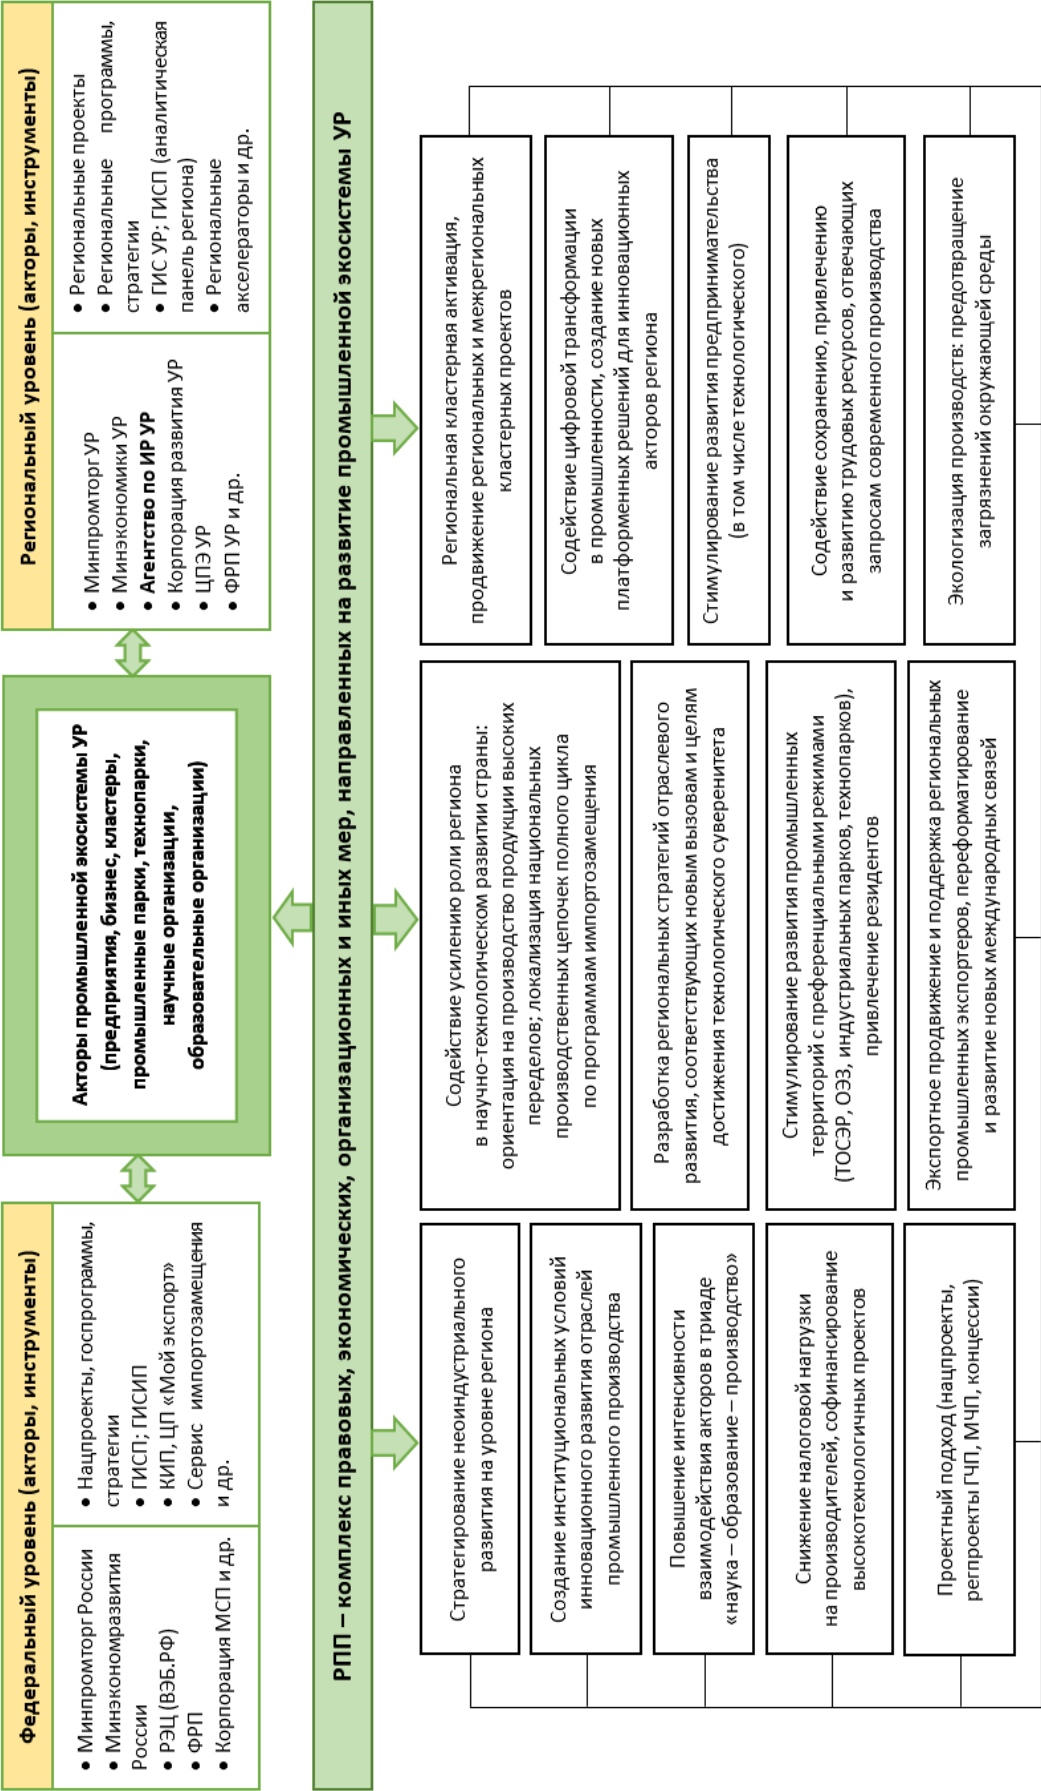 Федеральный уровень (акторы, инструменты)
• Минпромторг России
• Минэкономразвития
России
• РЭЦ (ВЭБ.РФ)
• ФРП
• Корпорация МСП и др.
• Нацпроекты, госпрограммы,
стратегии
• ГИСП; ГИСИП
• КИП, ЦП «Мой экспорт»
• Сервис импортозамещения
и др.
Акторы промышленной экосистемы УР
(предприятия, бизнес, кластеры,
промышленные парки, технопарки,
научные организации,
образовательные организации)
Региональный уровень (акторы, инструменты)
• Минпромторг УР
• Минэкономики УР
• Агентство по ИР УР
• Корпорация развития УР
• ЦПЭ УР
• ФРП УР и др.
• Региональные проекты
• Региональные программы,
стратегии
• ГИС УР; ГИСП (аналитическая
панель региона)
• Региональные
акселераторы и др.
РПП – комплекс правовых, экономических, организационных и иных мер, направленных на развитие промышленной экосистемы УР
Стратегирование неоиндустриального
развития на уровне региона
Создание институциональных условий
инновационного развития отраслей
промышленного производства
Повышение интенсивности
взаимодействия акторов в триаде
«наука – образование – производство»
Снижение налоговой нагрузки
на производителей, софинансирование
высокотехнологичных проектов
Проектный подход (нацпроекты,
регпроекты ГЧП, МЧП, концессии)
Содействие усилению роли региона
в научно-технологическом развитии страны:
ориентация на производство продукции высоких
переделов; локализация национальных
производственных цепочек полного цикла
по программам импортозамещения
Разработка региональных стратегий отраслевого
развития, соответствующих новым вызовам и целям
достижения технологического суверенитета
Стимулирование развития промышленных
территорий с преференциальными режимами
(ТОСЭР, ОЭЗ, индустриальных парков, технопарков),
привлечение резидентов
Экспортное продвижение и поддержка региональных
промышленных экспортеров, переформатирование
и развитие новых международных связей
Региональная кластерная активация,
продвижение региональных и межрегиональных
кластерных проектов
Содействие цифровой трансформации
в промышленности, создание новых
платформенных решений для инновационных
акторов региона
Стимулирование развития предпринимательства
(в том числе технологического)
Содействие сохранению, привлечению
и развитию трудовых ресурсов, отвечающих
запросам современного производства
Экологизация производств: предотвращение
загрязнений окружающей среды